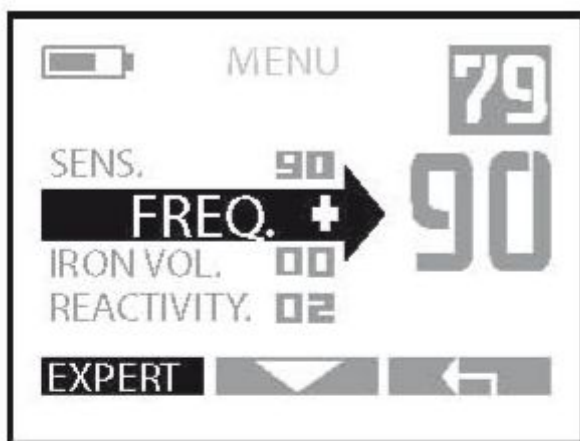 MENU 79
SENS. 90
FREQ. + 90
IRON VOL. 00
REACTIVITY. 02
EXPERT